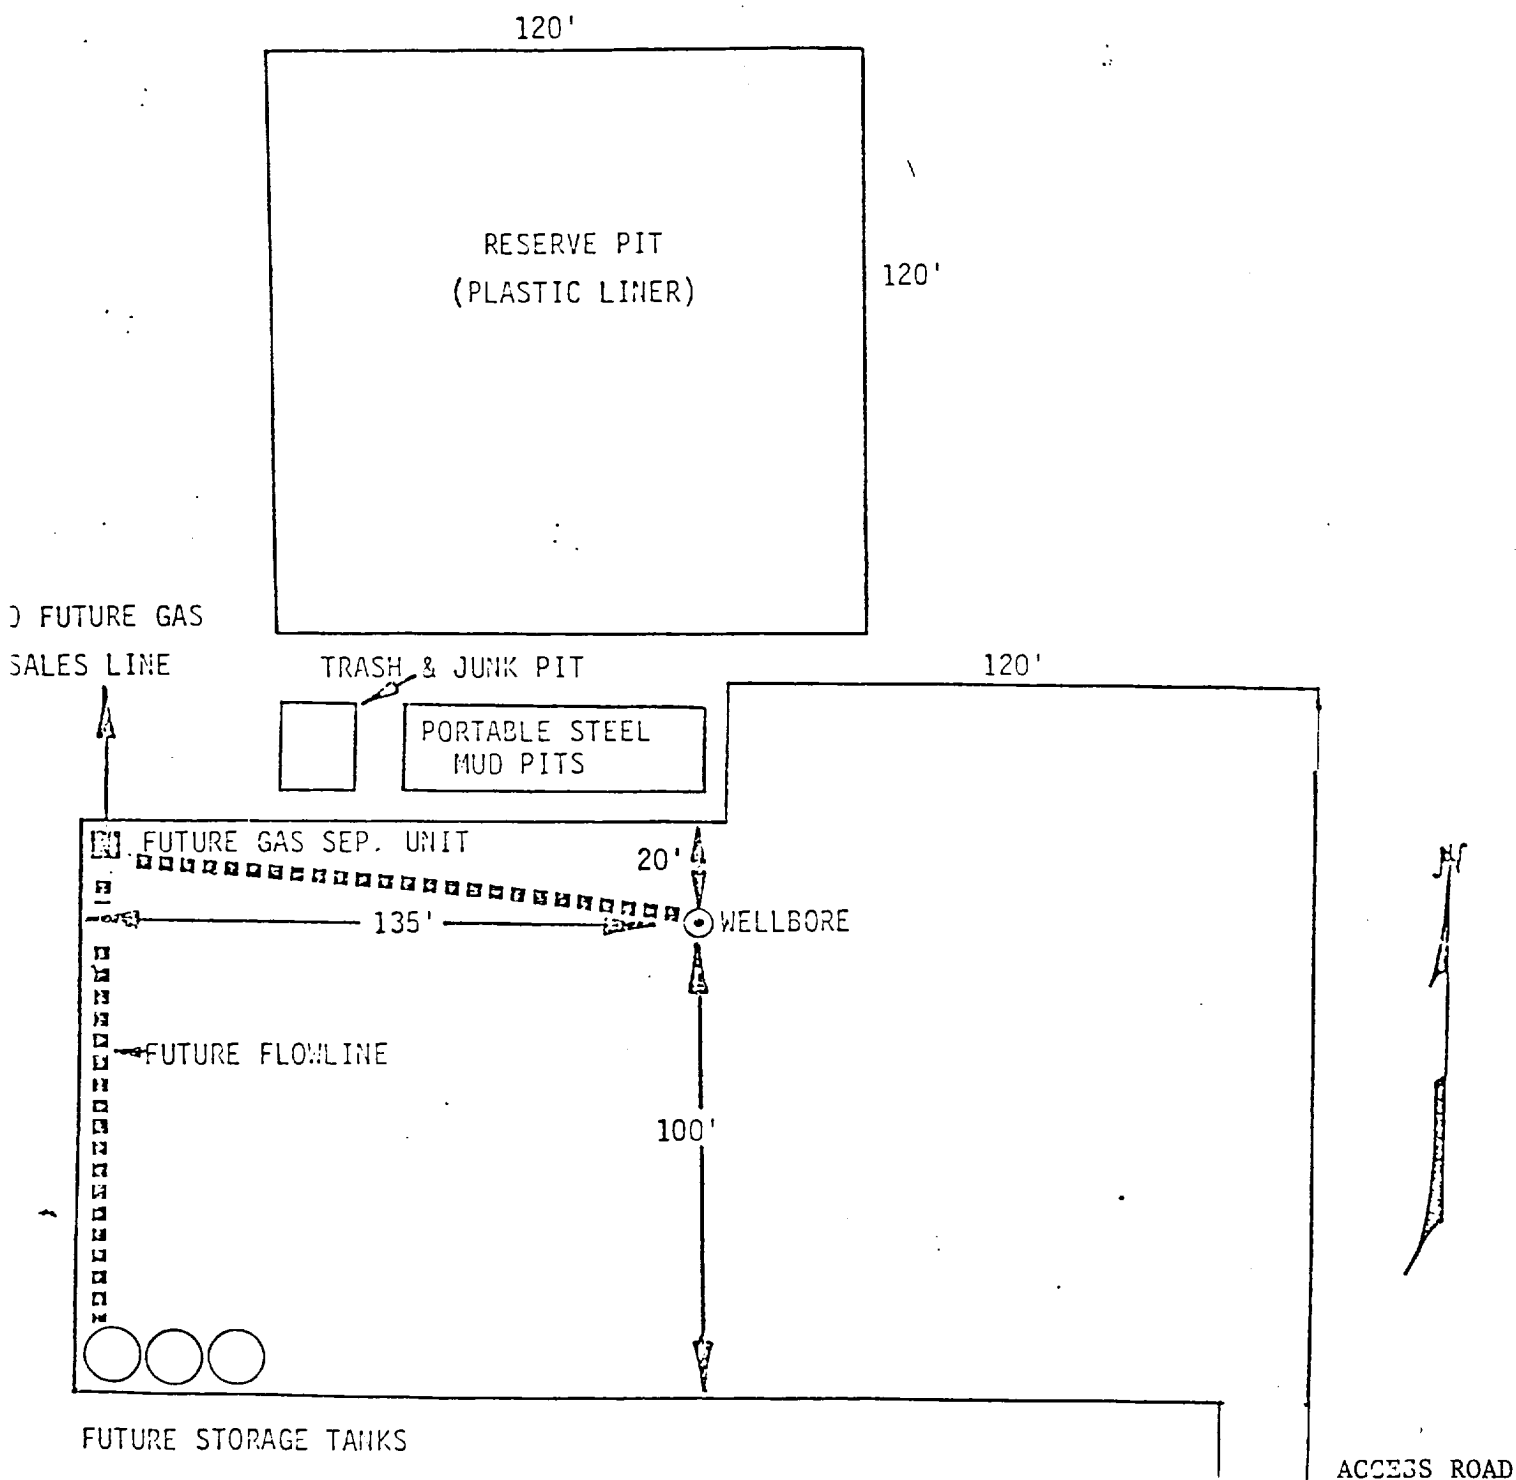 120'
RESERVE PIT
(PLASTIC LINER)
120'
FUTURE GAS
SALES LINE
TRASH & JUNK PIT
120'
PORTABLE STEEL
MUD PITS
FUTURE GAS SEP. UNIT
20'
135'
WELLBORE
N
FUTURE FLOWLINE
100'
FUTURE STORAGE TANKS
ACCESS ROAD